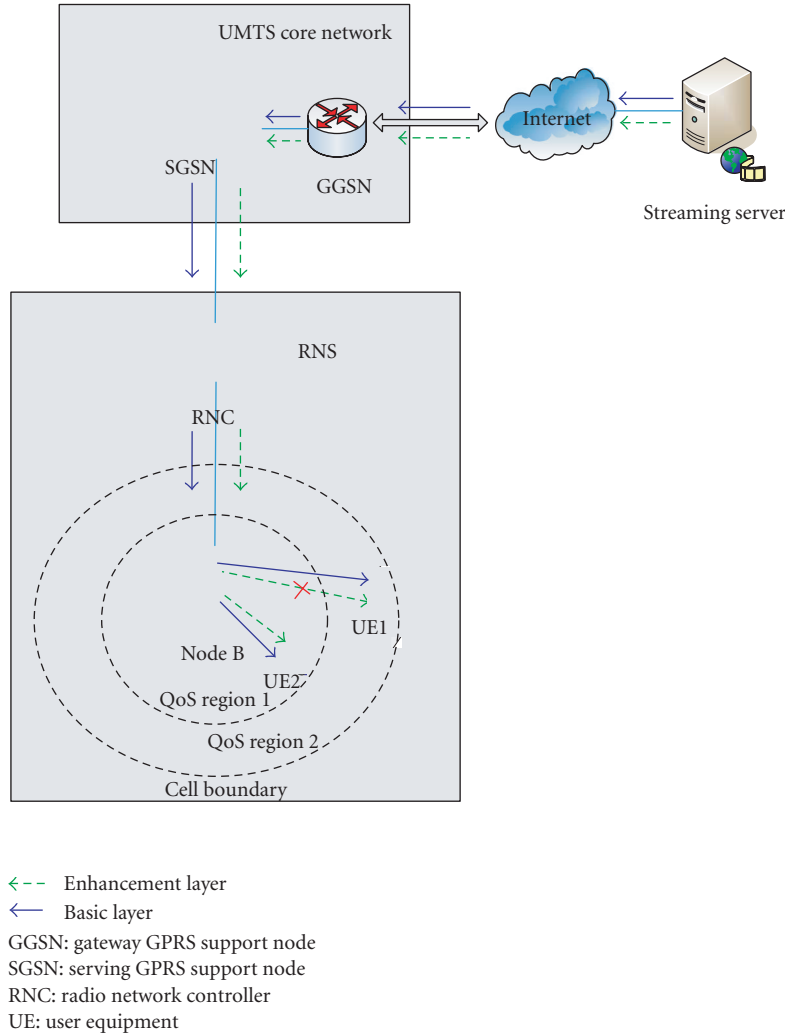 UMTS core network
Internet
SGSN
GGSN
Streaming server
RNS
RNC
UE1
Node B
UE2
QoS region 1
QoS region 2
Cell boundary
Enhancement layer
Basic layer
GGSN: gateway GPRS support node
SGSN: serving GPRS support node
RNC: radio network controller
UE: user equipment